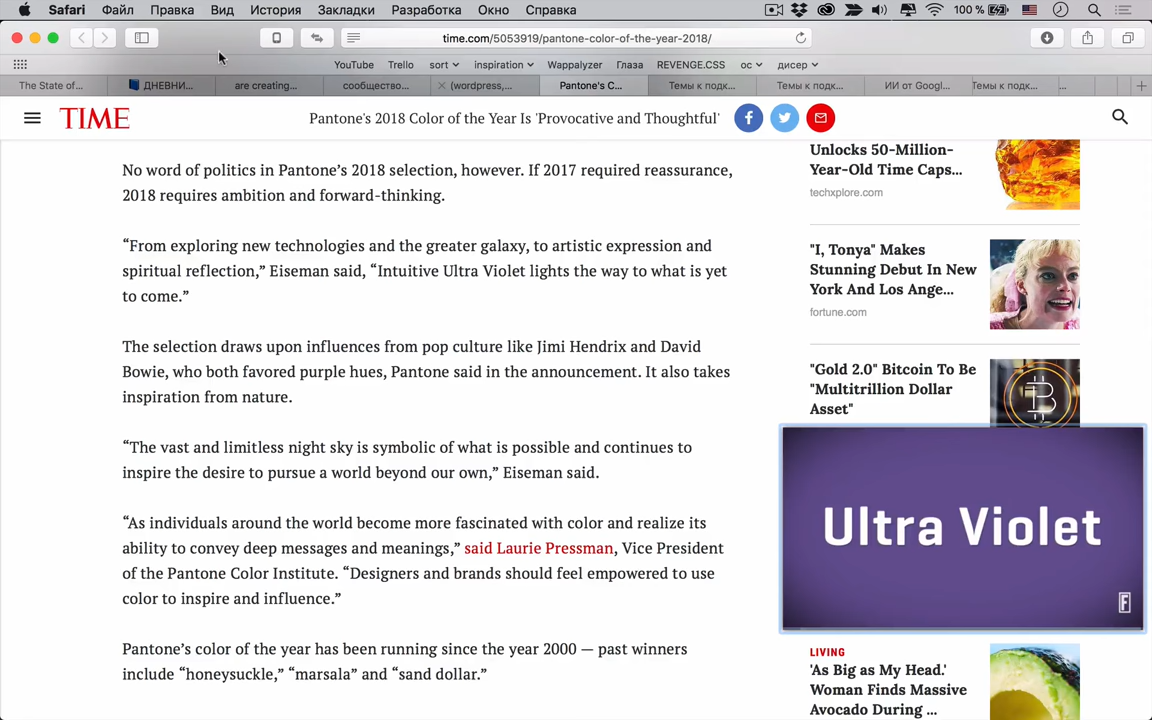 Safari Файл Правка Вид История Закладки Разработка Окно Справка 100 %
time.com/5053919/pantone-color-of-the-year-2018/
YouTube Trello sort inspiration Wappalyzer Глаза REVENGE.CSS ос дисер
The State of... ДНЕВНИ... are creating... сообщество... (wordpress,... Pantone's C... Темы к подк... Темы к подк... ИИ от Googl... Темы к подк... ...
TIME Pantone's 2018 Color of the Year Is 'Provocative and Thoughtful'
No word of politics in Pantone’s 2018 selection, however. If 2017 required reassurance,
2018 requires ambition and forward-thinking.
“From exploring new technologies and the greater galaxy, to artistic expression and
spiritual reflection,” Eiseman said, “Intuitive Ultra Violet lights the way to what is yet
to come.”
The selection draws upon influences from pop culture like Jimi Hendrix and David
Bowie, who both favored purple hues, Pantone said in the announcement. It also takes
inspiration from nature.
“The vast and limitless night sky is symbolic of what is possible and continues to
inspire the desire to pursue a world beyond our own,” Eiseman said.
“As individuals around the world become more fascinated with color and realize its
ability to convey deep messages and meanings,” said Laurie Pressman, Vice President
of the Pantone Color Institute. “Designers and brands should feel empowered to use
color to inspire and influence.”
Pantone’s color of the year has been running since the year 2000 — past winners
include “honeysuckle,” “marsala” and “sand dollar.”
Unlocks 50-Million-
Year-Old Time Caps...
techxplore.com
"I, Tonya" Makes
Stunning Debut In New
York And Los Ange...
fortune.com
"Gold 2.0" Bitcoin To Be
"Multitrillion Dollar
Asset"
Ultra Violet
F
LIVING
'As Big as My Head.'
Woman Finds Massive
Avocado During ...